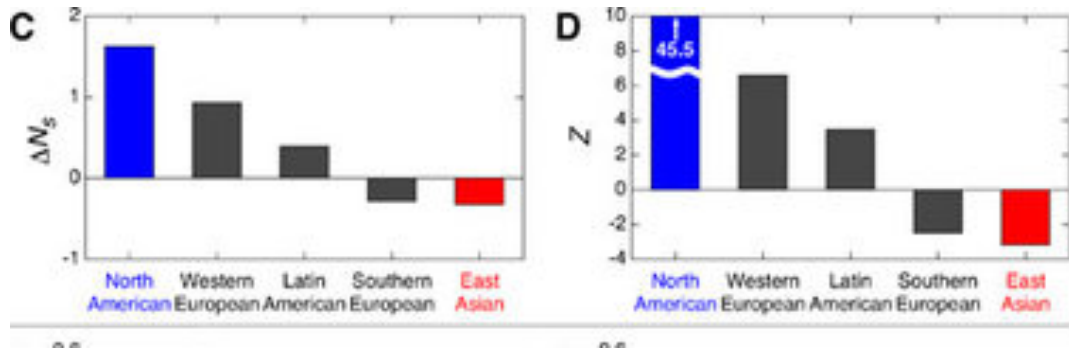 C
2
1
0
-1
ΔNs
North
American
Western
European
Latin
American
Southern
European
East
Asian
D
10
8
6
4
2
0
-2
-4
Z
45.5
North
American
Western
European
Latin
American
Southern
European
East
Asian